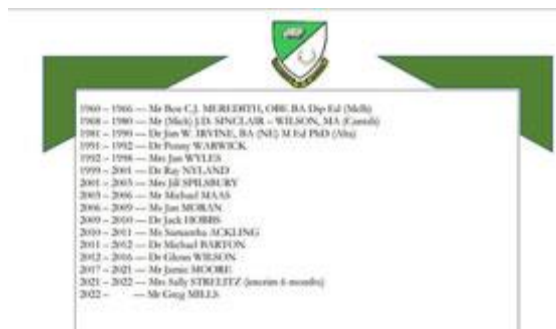 1960 – 1966 — Mr Ben C.J. MEREDITH, OBE BA Dip Ed (Melb)
1968 – 1980 — Mr (Mick) J.D. SINCLAIR – WILSON, MA (Cantab)
1981 – 1990 — Dr Jim W. IRVINE, BA (NE) M Ed PhD (Alta)
1991 – 1992 — Dr Penny WARWICK
1992 – 1998 — Mrs Jan WYLES
1999 – 2001 — Dr Ray NYLAND
2001 – 2003 — Mrs Jill SPILSBURY
2003 – 2006 — Mr Michael MAAS
2006 – 2009 — Ms Jan MORAN
2009 – 2010 — Dr Jack HOBBS
2010 – 2011 — Ms Samantha ACKLING
2011 – 2012 — Dr Michael BARTON
2012 – 2016 — Dr Glenn WILSON
2017 – 2021 — Mr Jamie MOORE
2021 – 2022 — Mrs Sally STRELITZ (interim 6 months)
2022 – — Mr Greg MILLS